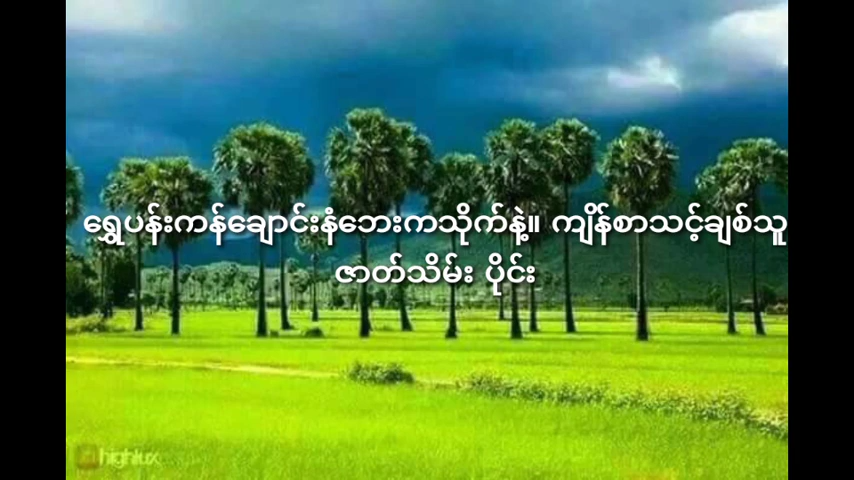 ရွှေပန်းကန်ချောင်းနံဘေးကသိုက်နဲ့။ ကျိန်စာသင့်ချစ်သူ
ဇာတ်သိမ်း ပိုင်း
highlux